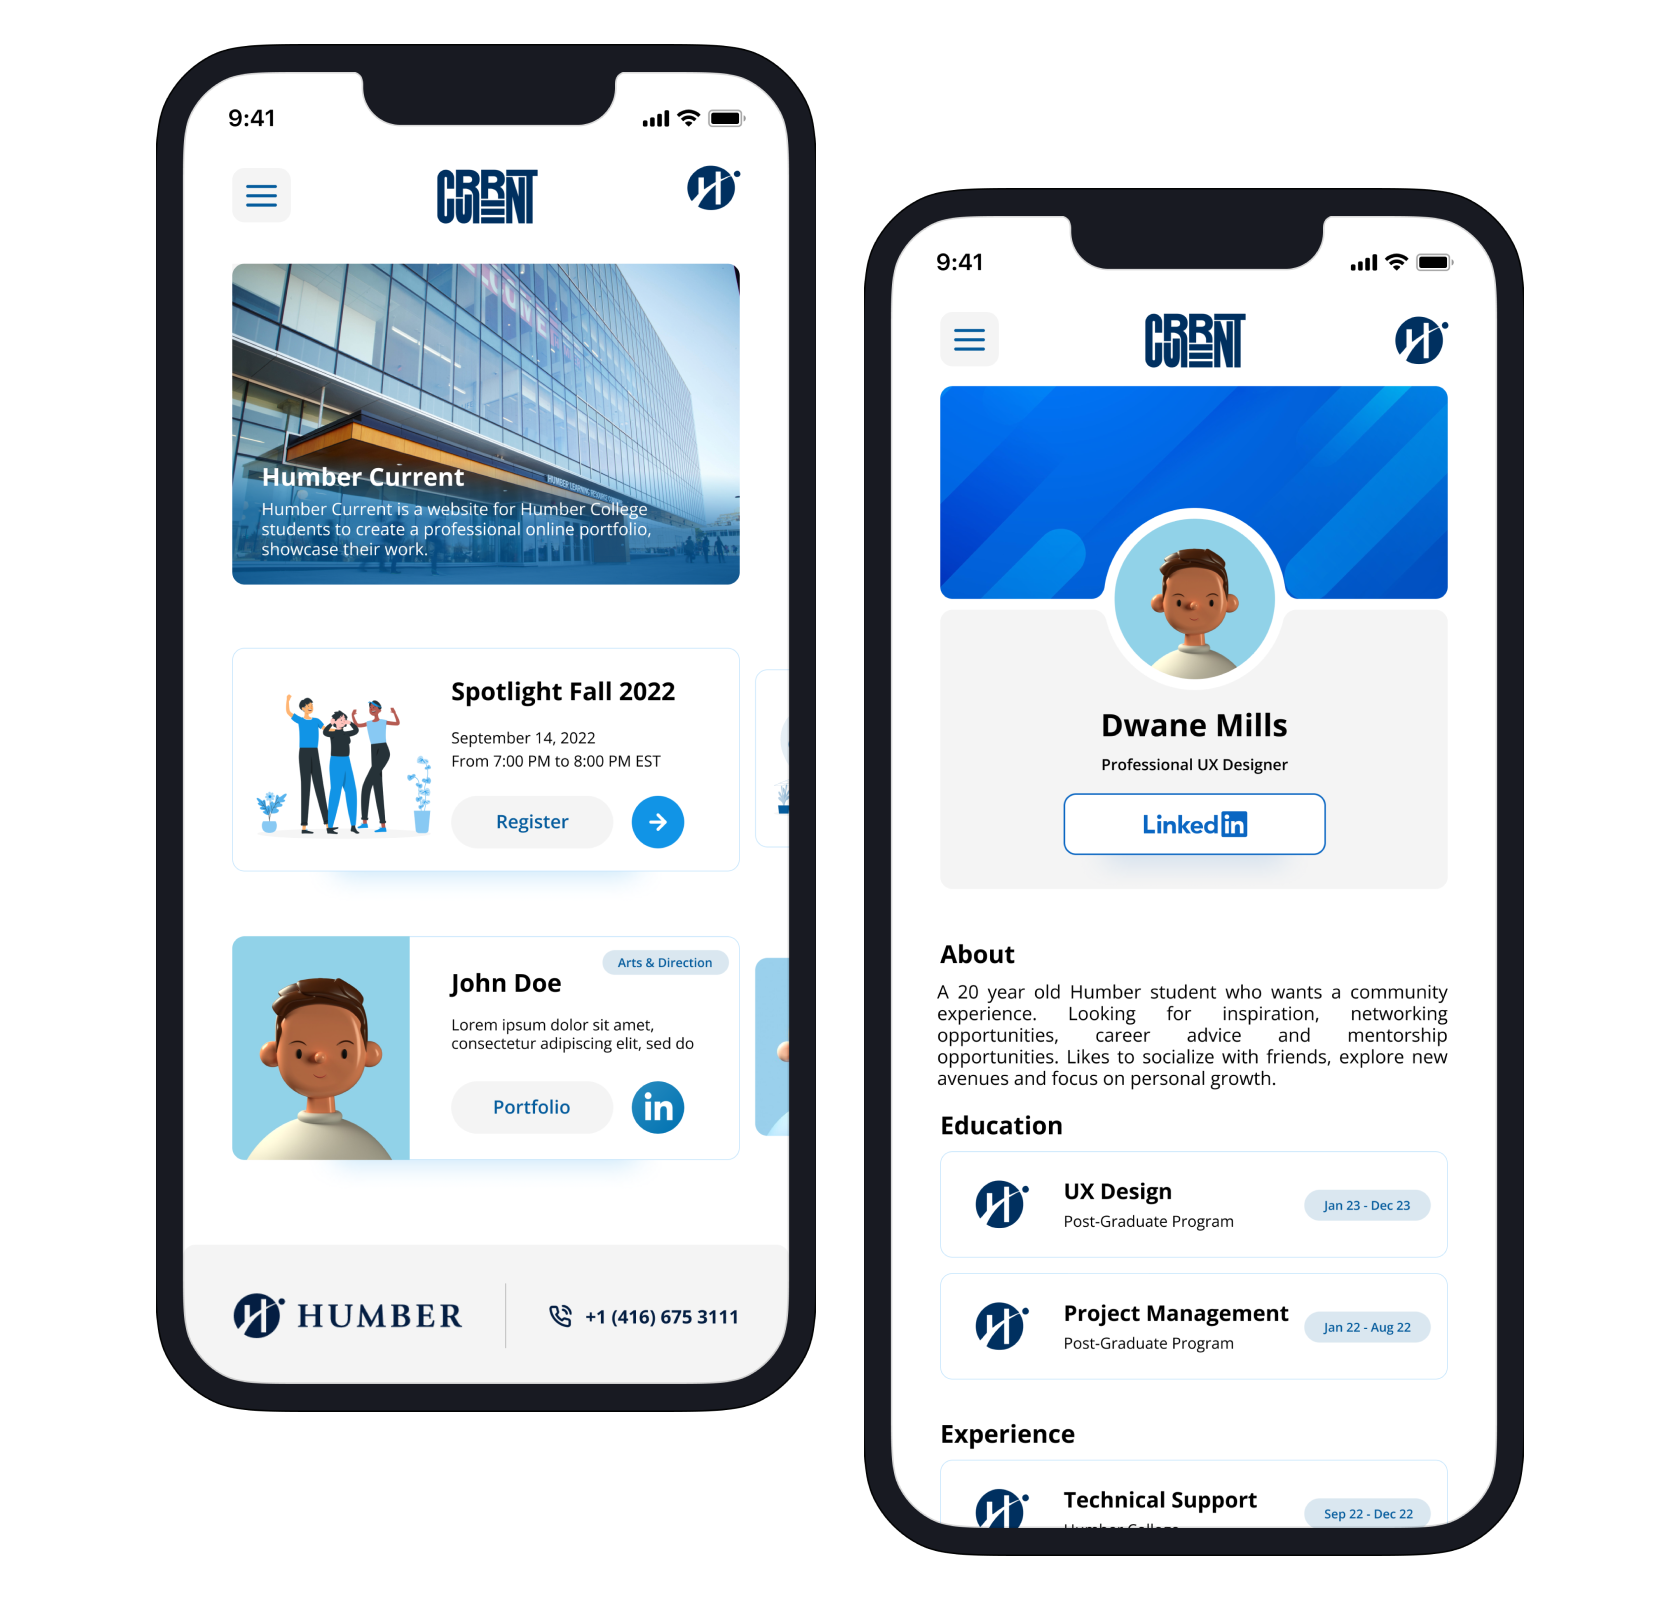 9:41
CURRENT
Humber Current
Humber Current is a website for Humber College
students to create a professional online portfolio,
showcase their work.
Spotlight Fall 2022
September 14, 2022
From 7:00 PM to 8:00 PM EST
Register
Arts & Direction
John Doe
Lorem ipsum dolor sit amet,
consectetur adipiscing elit, sed do
Portfolio
in
HUMBER
+1 (416) 675 3111
9:41
CURRENT
Dwane Mills
Professional UX Designer
Linkedin
About
A 20 year old Humber student who wants a community
experience. Looking for inspiration, networking
opportunities, career advice and mentorship
opportunities. Likes to socialize with friends, explore new
avenues and focus on personal growth.
Education
UX Design
Post-Graduate Program
Jan 23 - Dec 23
Project Management
Post-Graduate Program
Jan 22 - Aug 22
Experience
Technical Support
Sep 22 - Dec 22
Humber College